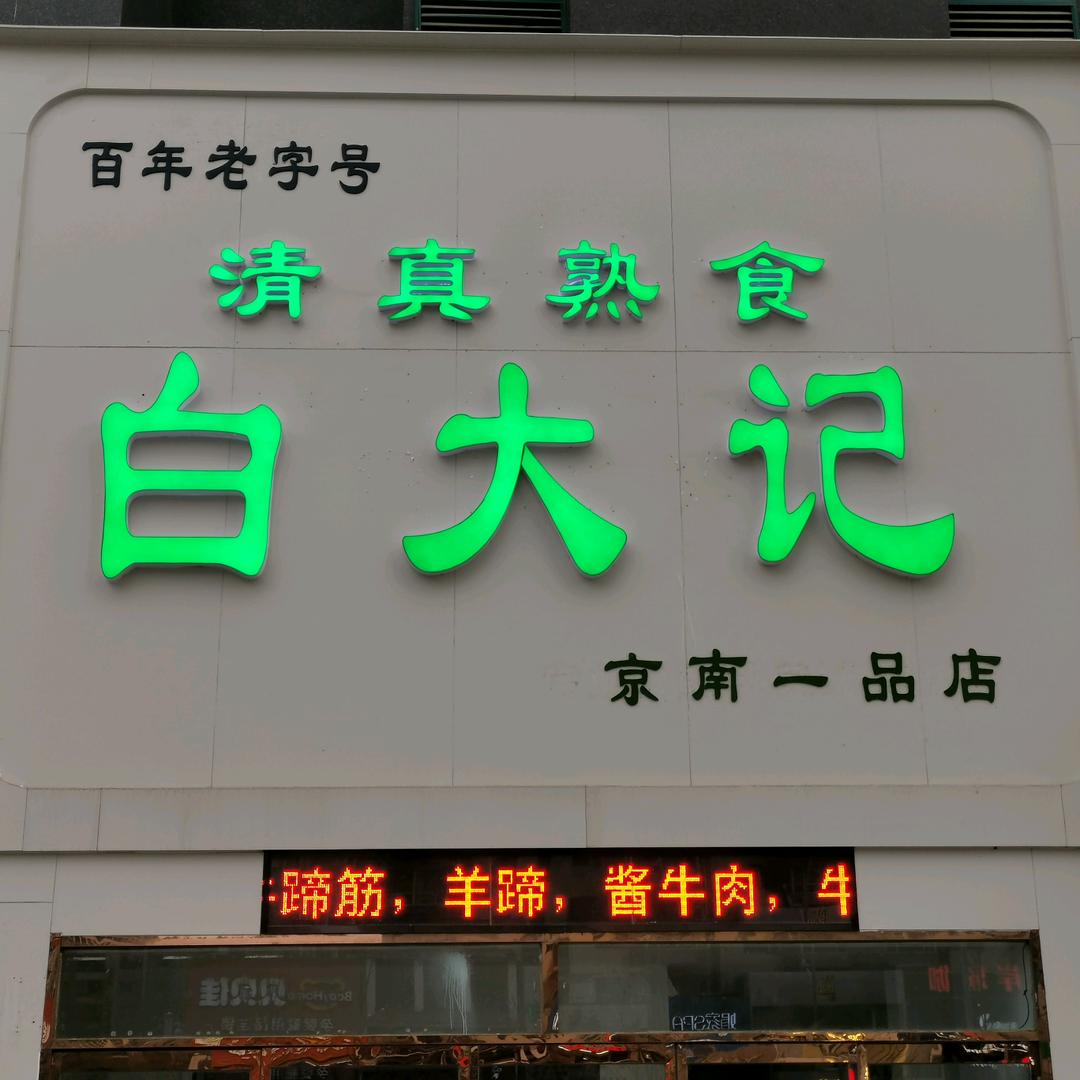 百年老字号
清真熟食
白大记
京南一品店
蹄筋，羊蹄，酱牛肉，牛